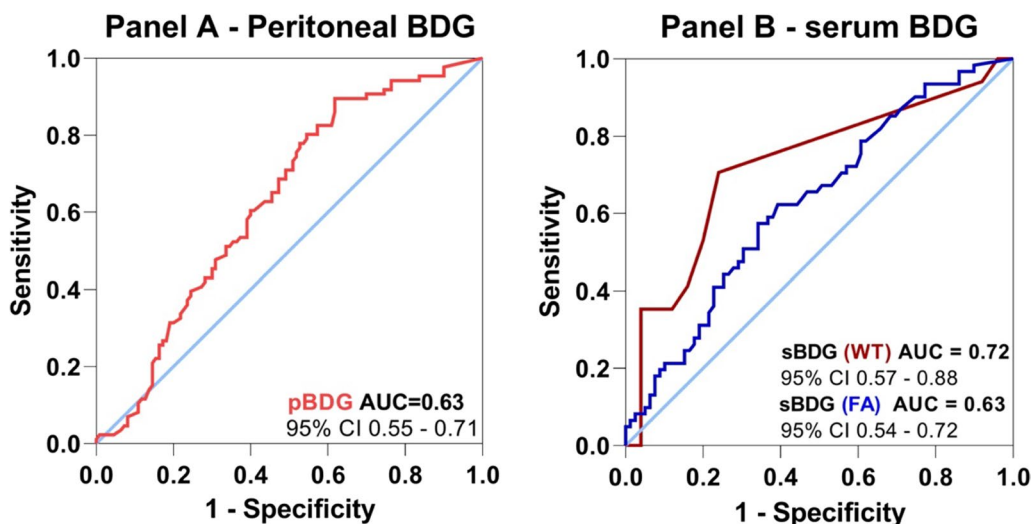 Panel A - Peritoneal BDG
1.0
0.8
0.6
0.4
0.2
0.0
Sensitivity
0.0 0.2 0.4 0.6 0.8 1.0
1 - Specificity
pBDG AUC=0.63
95% CI 0.55 - 0.71
Panel B - serum BDG
1.0
0.8
0.6
0.4
0.2
0.0
Sensitivity
0.0 0.2 0.4 0.6 0.8 1.0
1 - Specificity
sBDG (WT) AUC = 0.72
95% CI 0.57 - 0.88
sBDG (FA) AUC = 0.63
95% CI 0.54 - 0.72